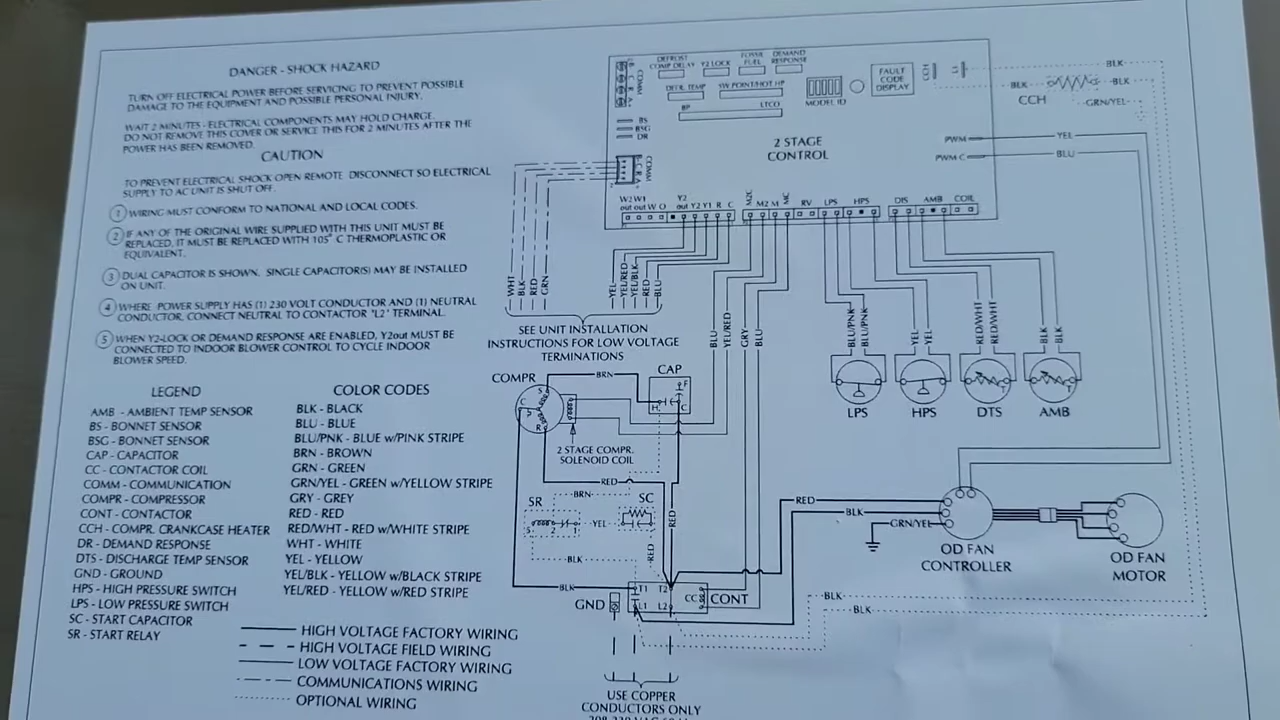 DANGER - SHOCK HAZARD
TURN OFF ELECTRICAL POWER BEFORE SERVICING TO PREVENT POSSIBLE
DAMAGE TO THE EQUIPMENT AND POSSIBLE PERSONAL INJURY.
WAIT 2 MINUTES - ELECTRICAL COMPONENTS MAY HOLD CHARGE.
DO NOT REMOVE THIS COVER OR SERVICE THIS FOR 2 MINUTES AFTER THE
POWER HAS BEEN REMOVED.
CAUTION
TO PREVENT ELECTRICAL SHOCK OPEN REMOTE DISCONNECT SO ELECTRICAL
SUPPLY TO AC UNIT IS SHUT OFF.
1 WIRING MUST CONFORM TO NATIONAL AND LOCAL CODES.
2 IF ANY OF THE ORIGINAL WIRE SUPPLIED WITH THIS UNIT MUST BE
REPLACED, IT MUST BE REPLACED WITH 105° C THERMOPLASTIC OR
EQUIVALENT.
3 DUAL CAPACITOR IS SHOWN. SINGLE CAPACITOR(S) MAY BE INSTALLED
ON UNIT.
4 WHERE POWER SUPPLY HAS (1) 230 VOLT CONDUCTOR AND (1) NEUTRAL
CONDUCTOR, CONNECT NEUTRAL TO CONTACTOR "L2" TERMINAL.
5 WHEN Y2-LOCK OR DEMAND RESPONSE ARE ENABLED, Y2out MUST BE
CONNECTED TO INDOOR BLOWER CONTROL TO CYCLE INDOOR
BLOWER SPEED.
LEGEND
AMB - AMBIENT TEMP SENSOR
BS - BONNET SENSOR
BSG - BONNET SENSOR
CAP - CAPACITOR
CC - CONTACTOR COIL
COMM - COMMUNICATION
COMPR - COMPRESSOR
CONT - CONTACTOR
CCH - COMPR. CRANKCASE HEATER
DR - DEMAND RESPONSE
DTS - DISCHARGE TEMP SENSOR
GND - GROUND
HPS - HIGH PRESSURE SWITCH
LPS - LOW PRESSURE SWITCH
SC - START CAPACITOR
SR - START RELAY
COLOR CODES
BLK - BLACK
BLU - BLUE
BLU/PNK - BLUE w/PINK STRIPE
BRN - BROWN
GRN - GREEN
GRN/YEL - GREEN w/YELLOW STRIPE
GRY - GREY
RED - RED
RED/WHT - RED w/WHITE STRIPE
WHT - WHITE
YEL - YELLOW
YEL/BLK - YELLOW w/BLACK STRIPE
YEL/RED - YELLOW w/RED STRIPE
HIGH VOLTAGE FACTORY WIRING
HIGH VOLTAGE FIELD WIRING
LOW VOLTAGE FACTORY WIRING
COMMUNICATIONS WIRING
OPTIONAL WIRING
COMM
DEFROST
COMP DELAY
Y2 LOCK
FOSSIL
FUEL
DEMAND
RESPONSE
DEFR. TEMP
SW POINT/HOT HP
BP
LTCO
MODEL ID
FAULT
CODE
DISPLAY
CCH
BS
BSG
DR
COMM
2 STAGE
CONTROL
PWM
PWM C
W2 W1
out out W O
Y2
out Y2 Y1 R C
M2C M2 M MC RV LPS HPS DTS AMB COIL
BLK
BLK
BLK
CCH
GRN/YEL
YEL
BLU
WHT
BLK
RED
GRN
YEL
YEL/RED
YEL/BLK
RED
BLU
SEE UNIT INSTALLATION
INSTRUCTIONS FOR LOW VOLTAGE
TERMINATIONS
BLU
YEL/RED
GRY
BLU
BLU/PNK
BLU/PNK
YEL
YEL
RED/WHT
RED/WHT
BLK
BLK
LPS
HPS
DTS
AMB
COMPR
BRN
CAP
S
C
R
F
H
C
2 STAGE COMPR.
SOLENOID COIL
RED
BRN
SR
5 2 1
YEL
SC
RED
RED
BLK
BLK
T1 T2
L1 L2
CC
CONT
GND
RED
BLK
GRN/YEL
OD FAN
CONTROLLER
OD FAN
MOTOR
BLK
BLK
USE COPPER
CONDUCTORS ONLY